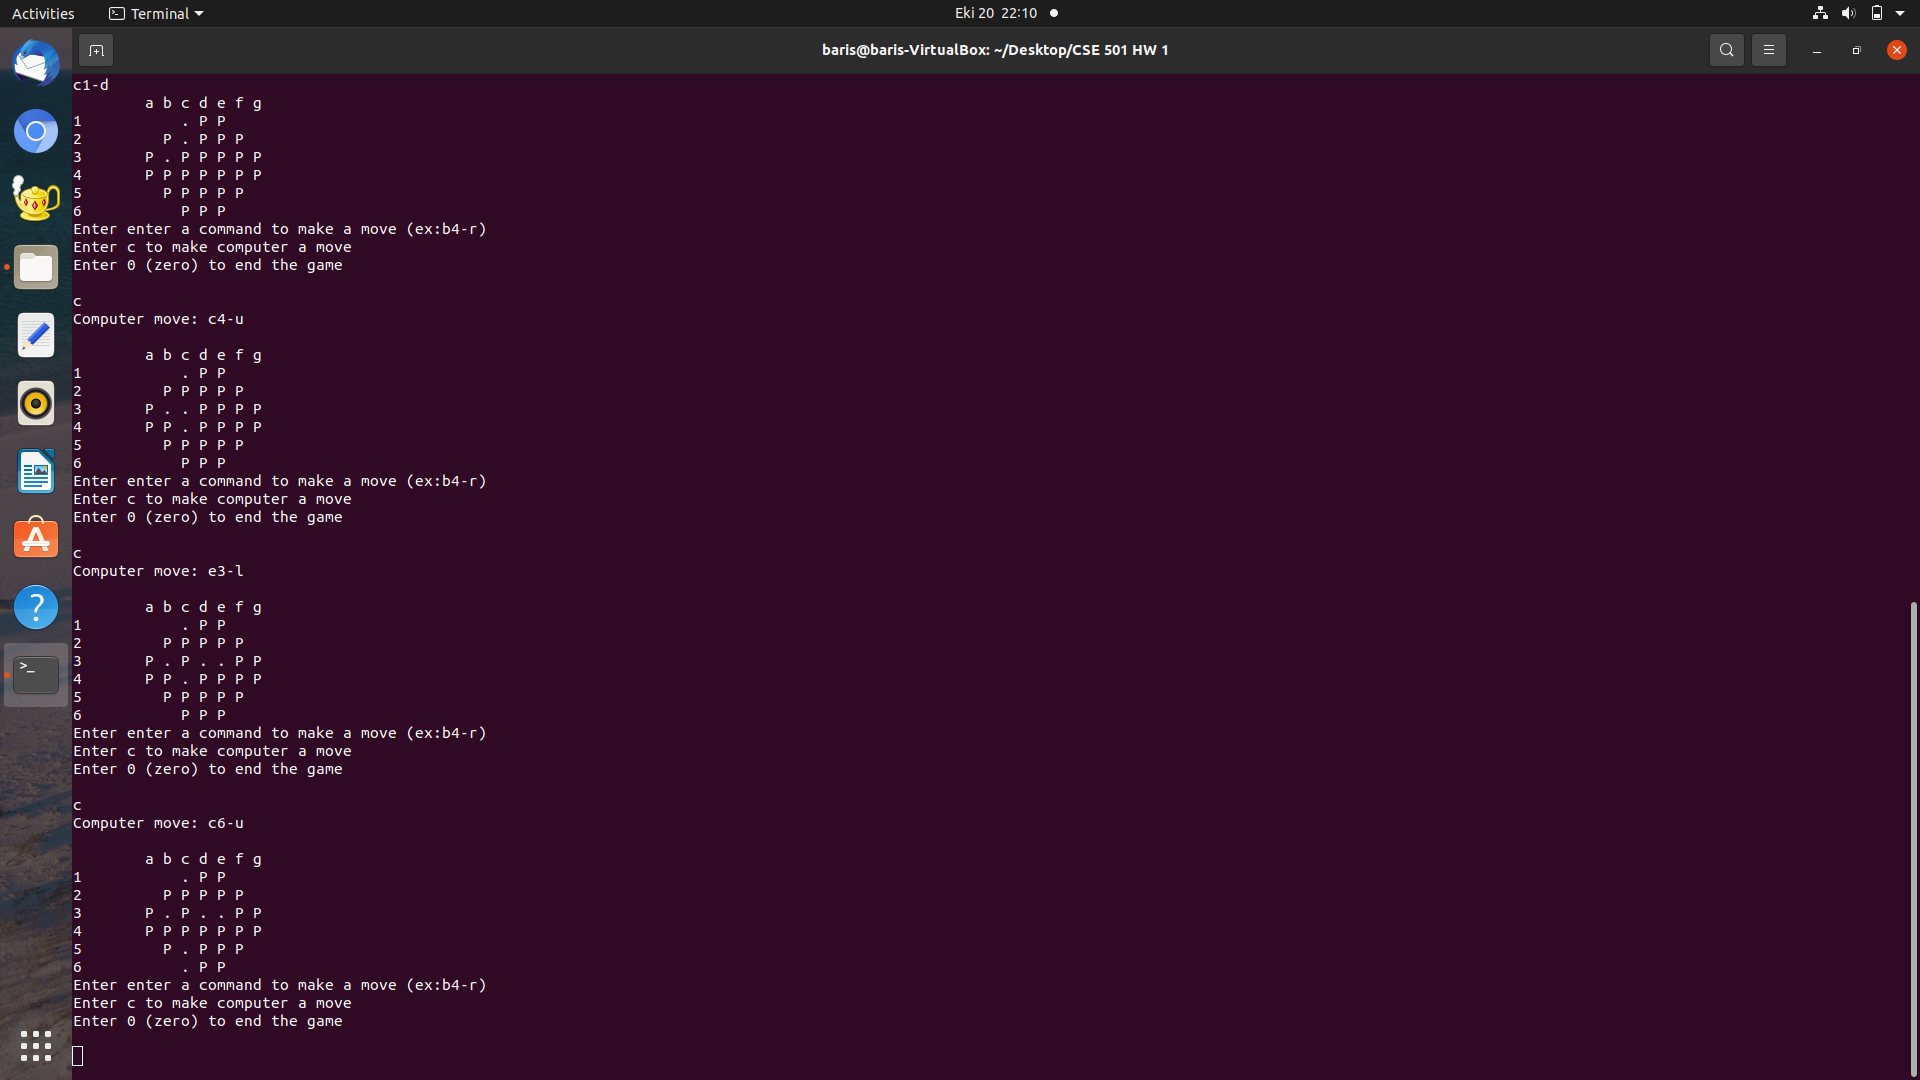 Activities
Terminal
Eki 20 22:10
baris@baris-VirtualBox: ~/Desktop/CSE 501 HW 1
c1-d
        a b c d e f g
1           . P P
2         P . P P P
3       P . P P P P P
4       P P P P P P P
5         P P P P P
6           P P P
Enter enter a command to make a move (ex:b4-r)
Enter c to make computer a move
Enter 0 (zero) to end the game

c
Computer move: c4-u

        a b c d e f g
1           . P P
2         P P P P P
3       P . . P P P P
4       P P . P P P P
5         P P P P P
6           P P P
Enter enter a command to make a move (ex:b4-r)
Enter c to make computer a move
Enter 0 (zero) to end the game

c
Computer move: e3-l

        a b c d e f g
1           . P P
2         P P P P P
3       P . P . . P P
4       P P . P P P P
5         P P P P P
6           P P P
Enter enter a command to make a move (ex:b4-r)
Enter c to make computer a move
Enter 0 (zero) to end the game

c
Computer move: c6-u

        a b c d e f g
1           . P P
2         P P P P P
3       P . P . . P P
4       P P P P P P P
5         P . P P P
6           . P P
Enter enter a command to make a move (ex:b4-r)
Enter c to make computer a move
Enter 0 (zero) to end the game